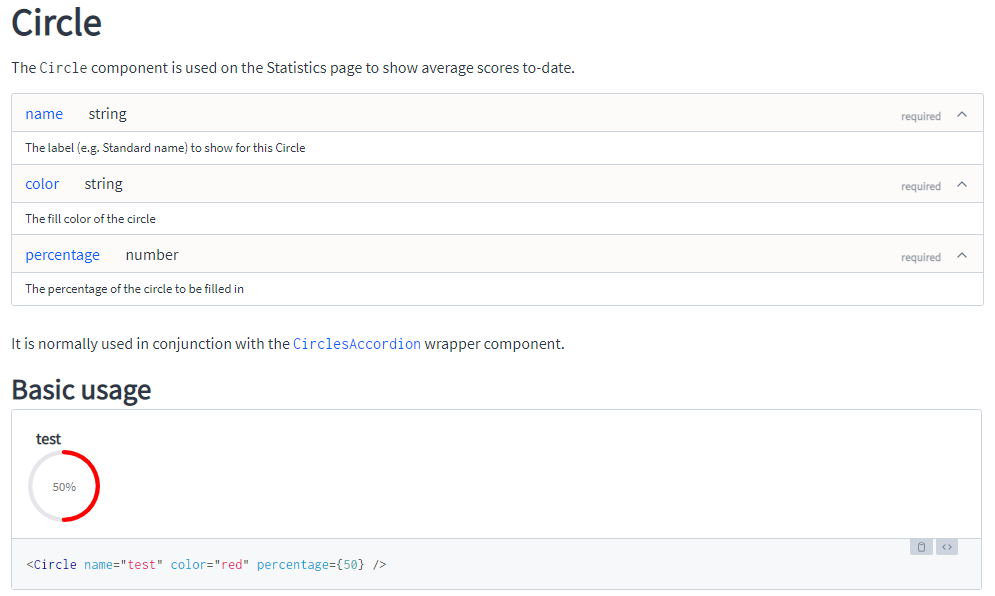 Circle
The Circle component is used on the Statistics page to show average scores to-date.
name string required
The label (e.g. Standard name) to show for this Circle
color string required
The fill color of the circle
percentage number required
The percentage of the circle to be filled in
It is normally used in conjunction with the CirclesAccordion wrapper component.
Basic usage
test
50%
<Circle name="test" color="red" percentage={50} />